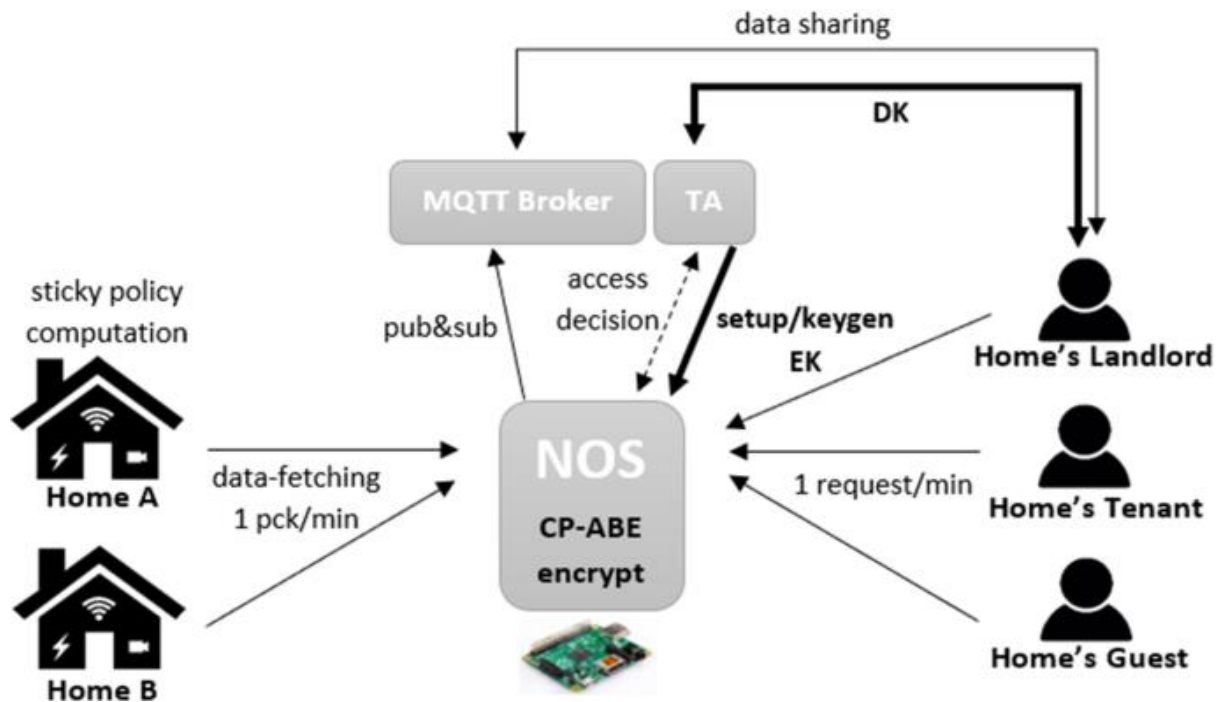 data sharing
DK
MQTT Broker
TA
sticky policy
computation
pub&sub
access
decision
setup/keygen
EK
Home's Landlord
Home A
data-fetching
1 pck/min
NOS
CP-ABE
encrypt
1 request/min
Home's Tenant
Home B
Home's Guest